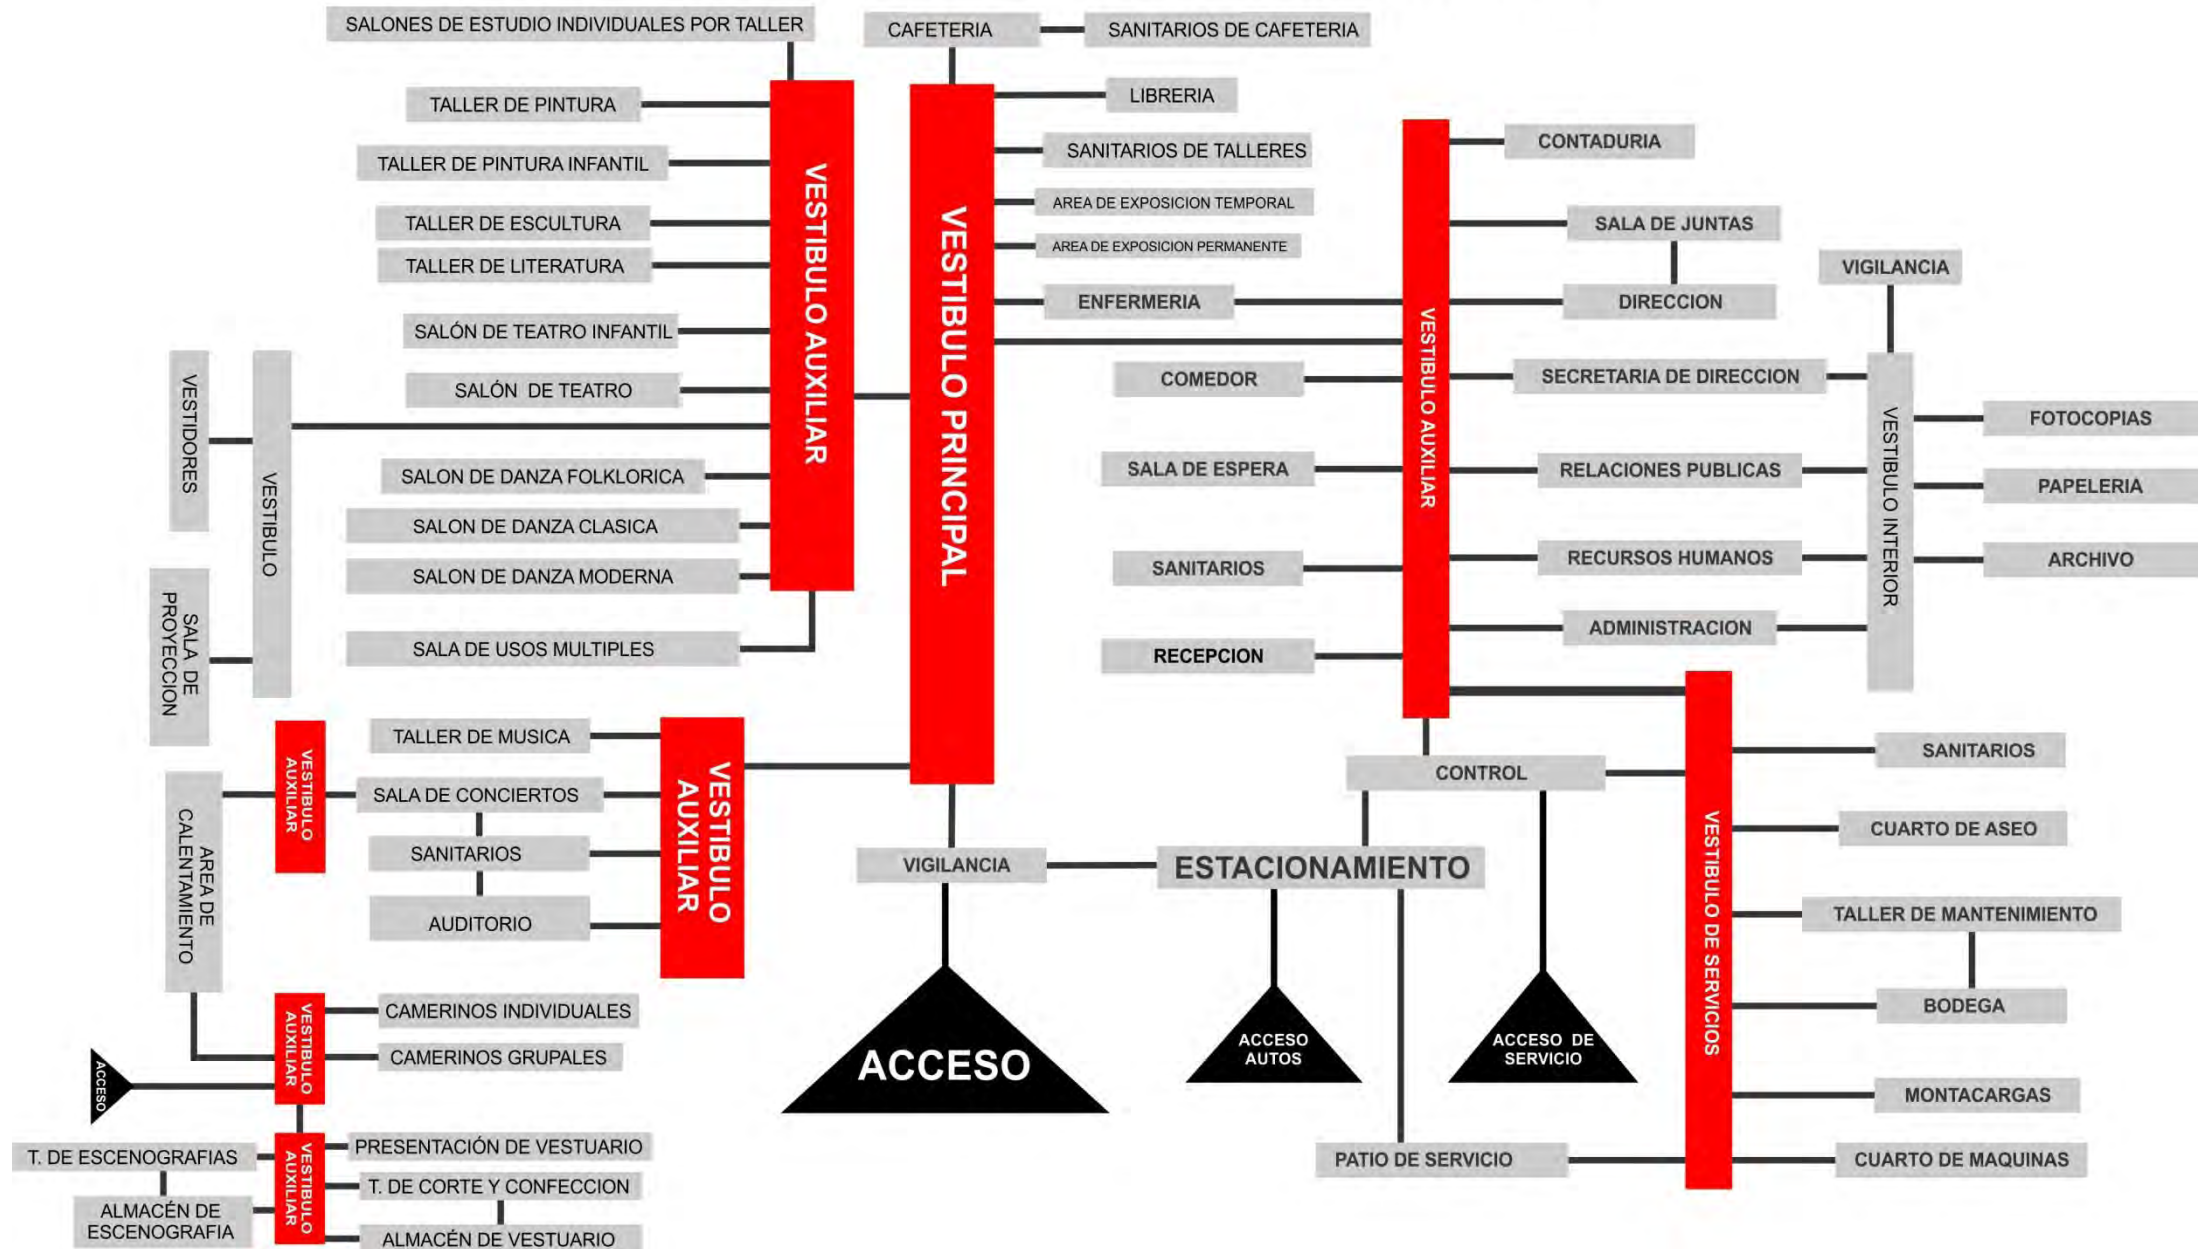 SALONES DE ESTUDIO INDIVIDUALES POR TALLER
TALLER DE PINTURA
TALLER DE PINTURA INFANTIL
TALLER DE ESCULTURA
TALLER DE LITERATURA
SALÓN DE TEATRO INFANTIL
SALÓN DE TEATRO
SALON DE DANZA FOLKLORICA
SALON DE DANZA CLASICA
SALON DE DANZA MODERNA
SALA DE USOS MULTIPLES
VESTIBULO AUXILIAR
VESTIDORES
VESTIBULO
SALA DE
PROYECCION
CAFETERIA
SANITARIOS DE CAFETERIA
LIBRERIA
SANITARIOS DE TALLERES
AREA DE EXPOSICION TEMPORAL
AREA DE EXPOSICION PERMANENTE
ENFERMERIA
VESTIBULO PRINCIPAL
COMEDOR
SALA DE ESPERA
SANITARIOS
RECEPCION
VESTIBULO AUXILIAR
CONTADURIA
SALA DE JUNTAS
DIRECCION
SECRETARIA DE DIRECCION
RELACIONES PUBLICAS
RECURSOS HUMANOS
ADMINISTRACION
VIGILANCIA
VESTIBULO INTERIOR
FOTOCOPIAS
PAPELERIA
ARCHIVO
TALLER DE MUSICA
SALA DE CONCIERTOS
SANITARIOS
AUDITORIO
VESTIBULO
AUXILIAR
VESTIBULO
AUXILIAR
AREA DE
CALENTAMIENTO
VESTIBULO
AUXILIAR
CAMERINOS INDIVIDUALES
CAMERINOS GRUPALES
ACCESO
VESTIBULO
AUXILIAR
PRESENTACIÓN DE VESTUARIO
T. DE ESCENOGRAFIAS
T. DE CORTE Y CONFECCION
ALMACÉN DE
ESCENOGRAFIA
ALMACÉN DE VESTUARIO
VIGILANCIA
ACCESO
ESTACIONAMIENTO
ACCESO
AUTOS
CONTROL
ACCESO DE
SERVICIO
PATIO DE SERVICIO
VESTIBULO DE SERVICIOS
SANITARIOS
CUARTO DE ASEO
TALLER DE MANTENIMIENTO
BODEGA
MONTACARGAS
CUARTO DE MAQUINAS